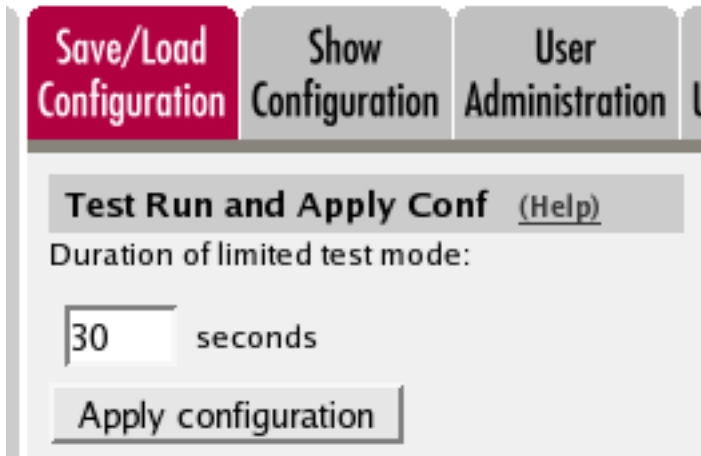 Save/Load
Configuration
Show
Configuration
User
Administration
Test Run and Apply Conf (Help)
Duration of limited test mode:
30 seconds
Apply configuration